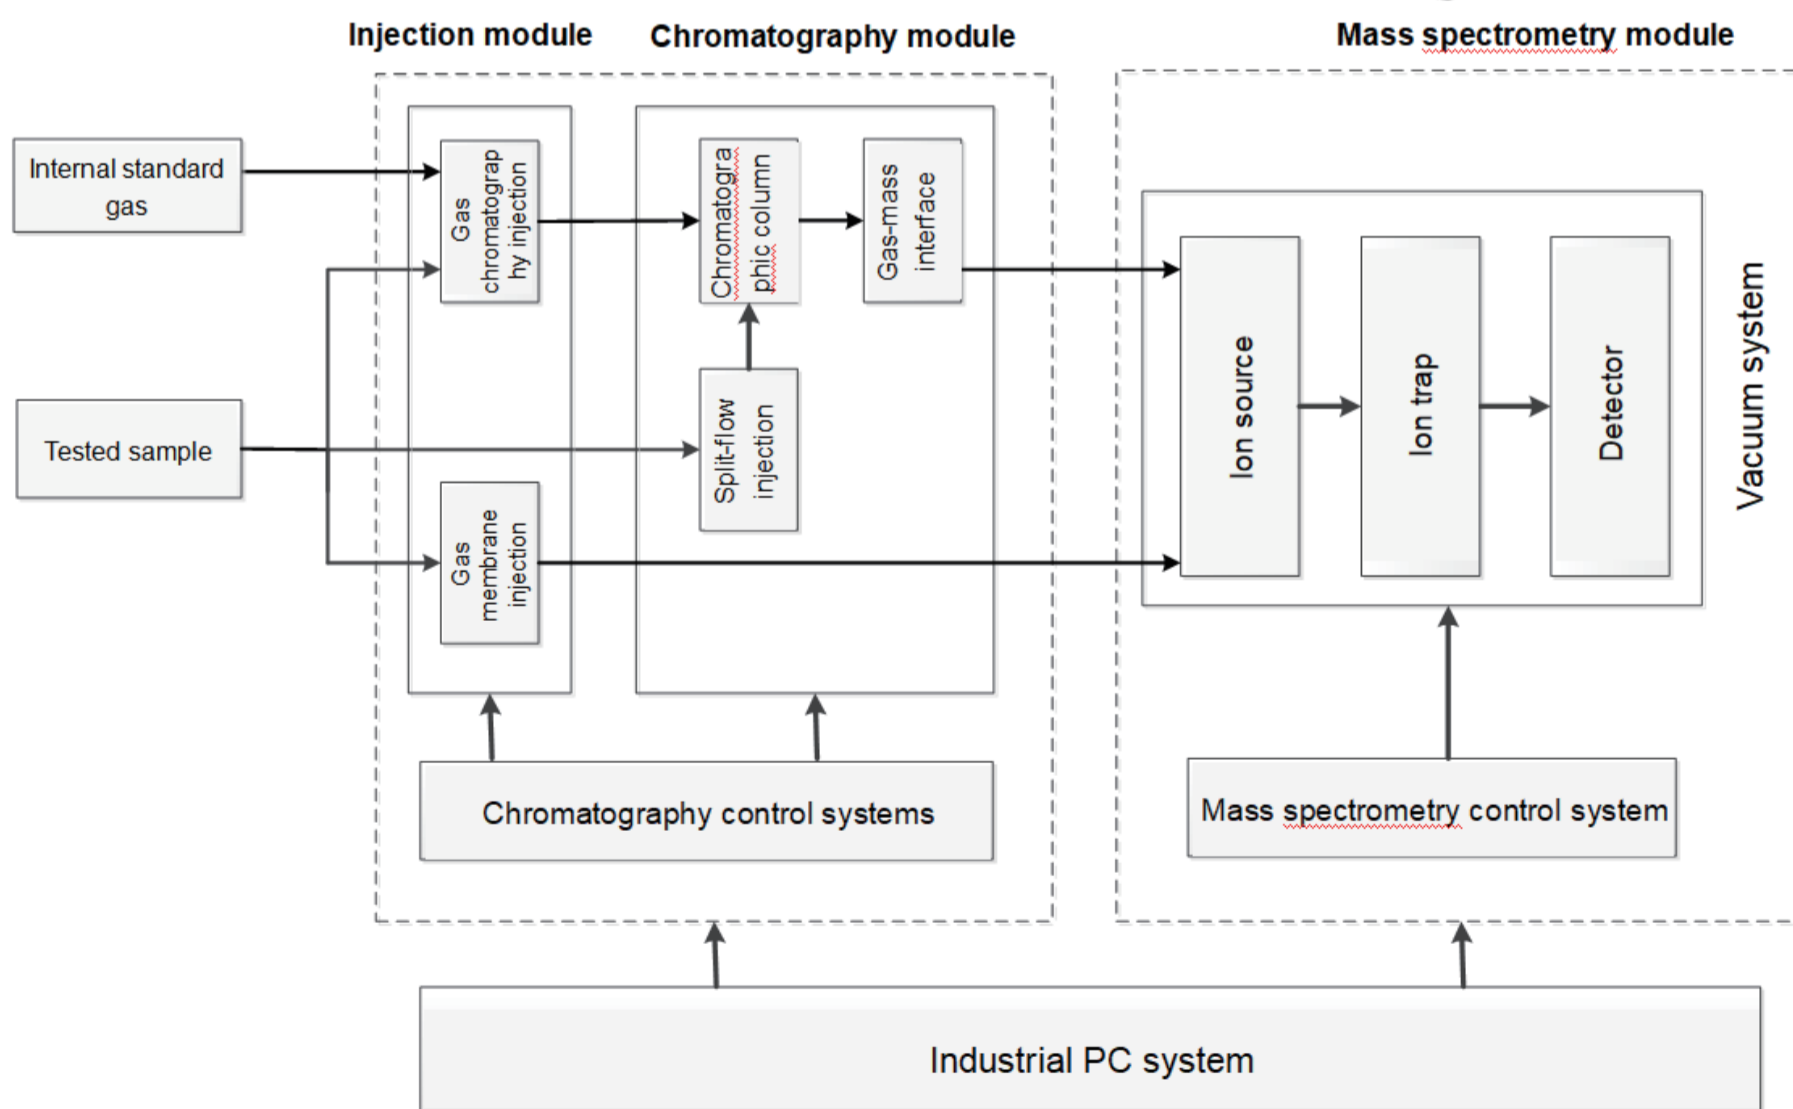 Injection module
Chromatography module
Mass spectrometry module
Internal standard
gas
Gas
chromatograp
hy injection
Chromatogra
phic column
Gas-mass
interface
Tested sample
Split-flow
injection
Gas
membrane
injection
Ion source
Ion trap
Detector
Vacuum system
Chromatography control systems
Mass spectrometry control system
Industrial PC system